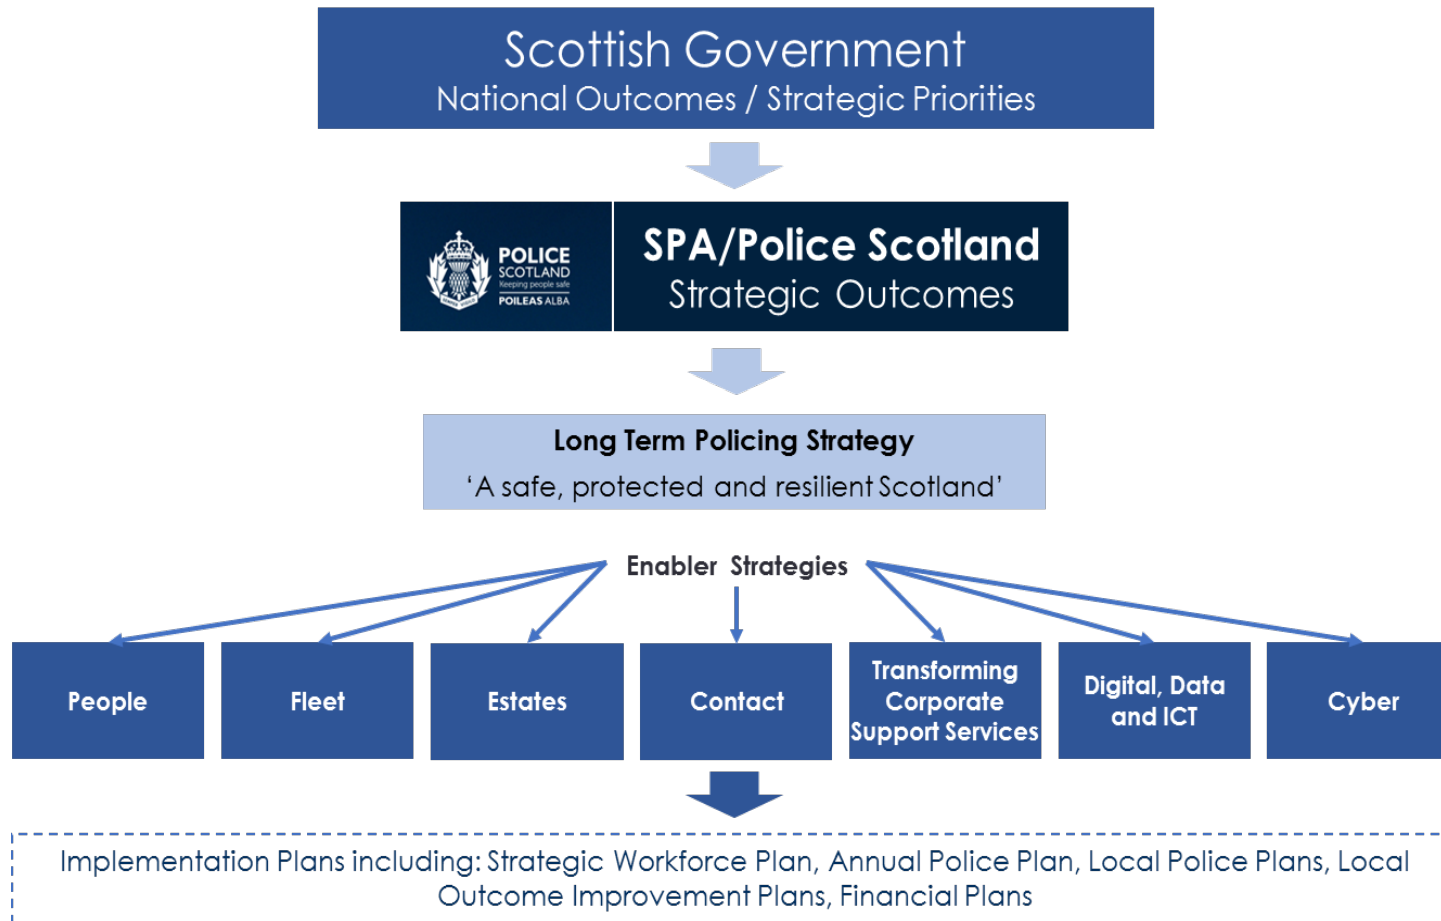 Scottish Government
National Outcomes / Strategic Priorities
POLICE
SCOTLAND
Keeping people safe
POILEAS ALBA
SPA/Police Scotland
Strategic Outcomes
Long Term Policing Strategy
‘A safe, protected and resilient Scotland’
Enabler Strategies
People
Fleet
Estates
Contact
Transforming
Corporate
Support Services
Digital, Data
and ICT
Cyber
Implementation Plans including: Strategic Workforce Plan, Annual Police Plan, Local Police Plans, Local
Outcome Improvement Plans, Financial Plans